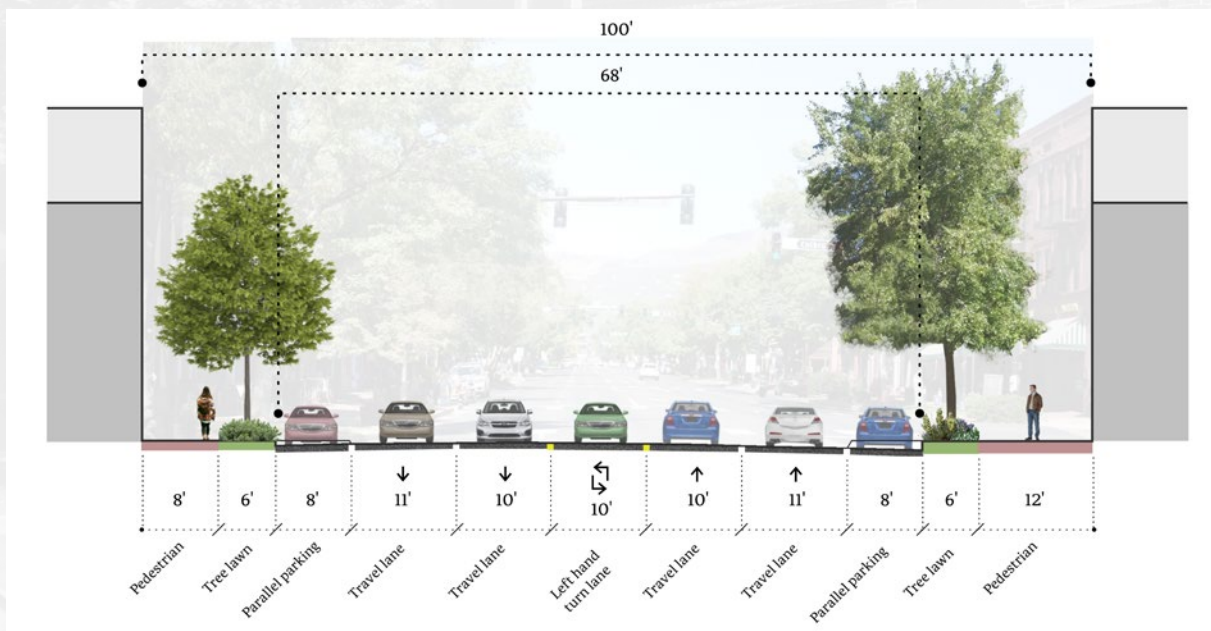 100'
68'
8'
6'
8'
11'
10'
10'
10'
11'
8'
6'
12'
Pedestrian
Tree lawn
Parallel parking
Travel lane
Travel lane
Left hand
turn lane
Travel lane
Travel lane
Parallel parking
Tree lawn
Pedestrian